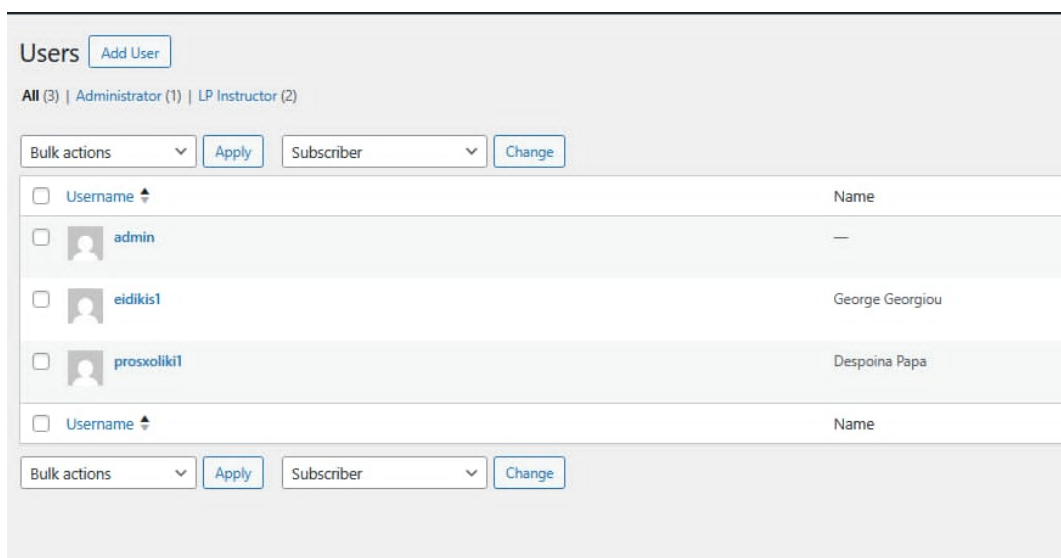 Users Add User
All (3) | Administrator (1) | LP Instructor (2)
Bulk actions Apply Subscriber Change
Username Name
admin —
eidikis1 George Georgiou
prosxoliki1 Despoina Papa
Username Name
Bulk actions Apply Subscriber Change